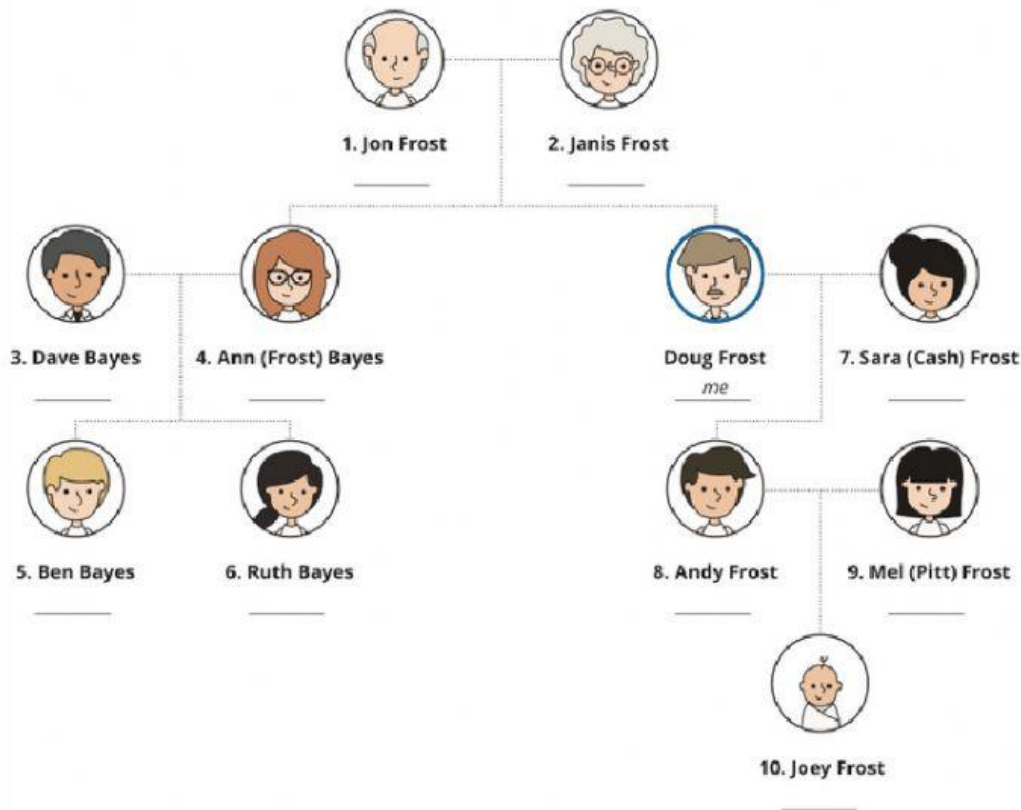 1. Jon Frost
2. Janis Frost
3. Dave Bayes
4. Ann (Frost) Bayes
Doug Frost
me
7. Sara (Cash) Frost
5. Ben Bayes
6. Ruth Bayes
8. Andy Frost
9. Mel (Pitt) Frost
10. Joey Frost